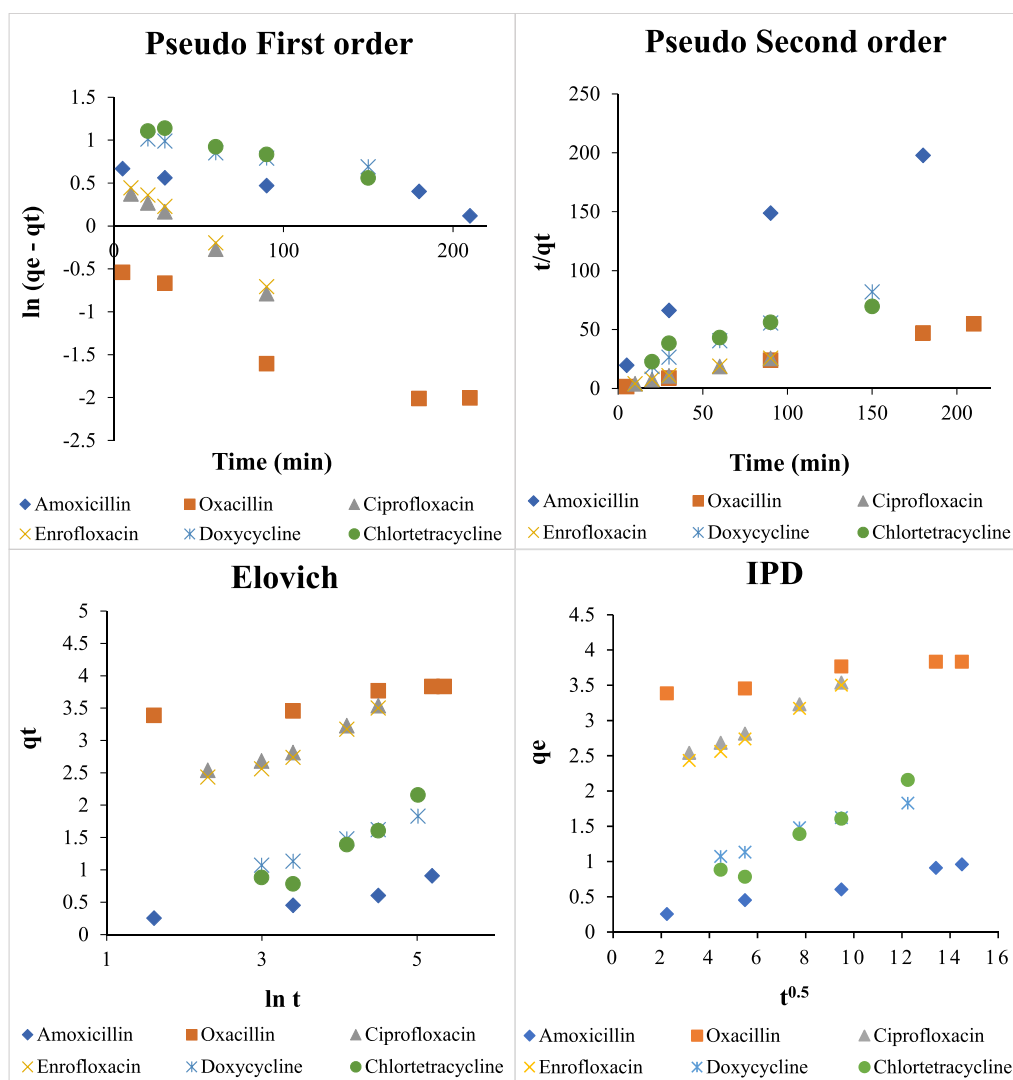 Pseudo First order
1.5
1
0.5
0
-0.5
-1
-1.5
-2
-2.5
0 100 200
ln (qe - qt)
Time (min)
Amoxicillin Oxacillin Ciprofloxacin
Enrofloxacin Doxycycline Chlortetracycline
Pseudo Second order
250
200
150
100
50
0
0 50 100 150 200
t/qt
Time (min)
Amoxicillin Oxacillin Ciprofloxacin
Enrofloxacin Doxycycline Chlortetracycline
Elovich
5
4.5
4
3.5
3
2.5
2
1.5
1
0.5
0
1 3 5
qt
ln t
Amoxicillin Oxacillin Ciprofloxacin
Enrofloxacin Doxycycline Chlortetracycline
IPD
4.5
4
3.5
3
2.5
2
1.5
1
0.5
0
0 2 4 6 8 10 12 14 16
qe
t^0.5
Amoxicillin Oxacillin Ciprofloxacin
Enrofloxacin Doxycycline Chlortetracycline